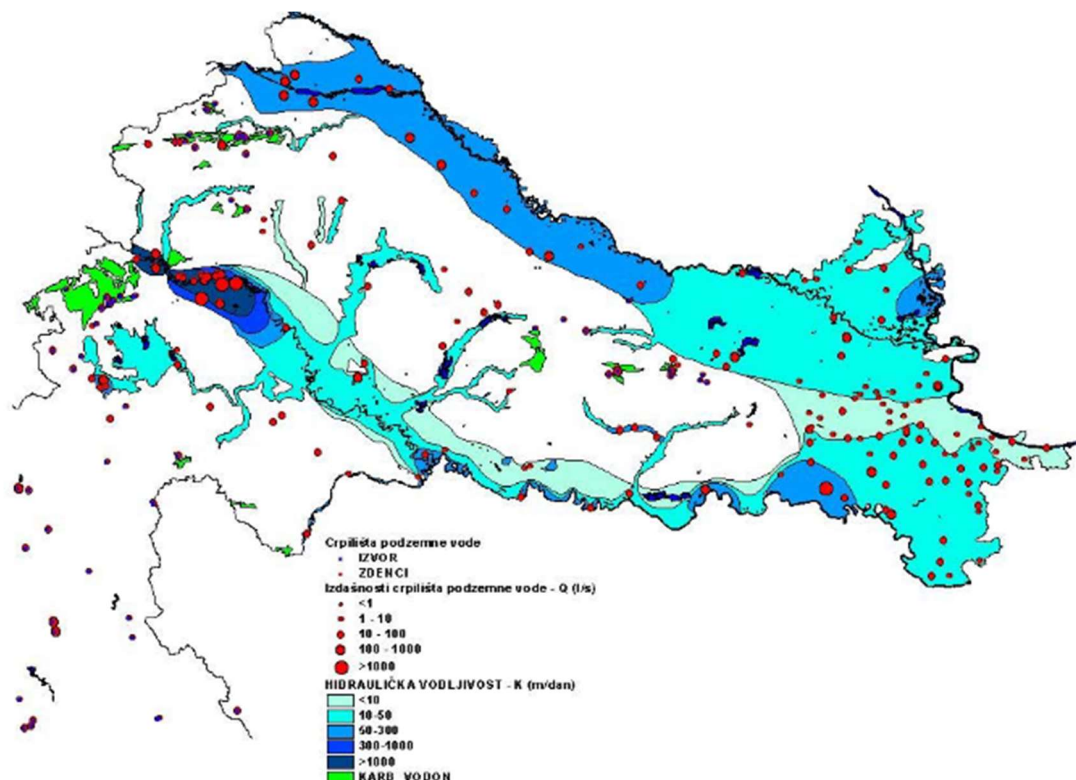 Crpilišta podzemne vode
IZVOR
ZDENCI
Izdašnosti crpilišta podzemne vode - Q (l/s)
<1
1 - 10
10 - 100
100 - 1000
>1000
HIDRAULIČKA VODLJIVOST - K (m/dan)
<10
10-50
50-300
300-1000
>1000
KARB. VODON